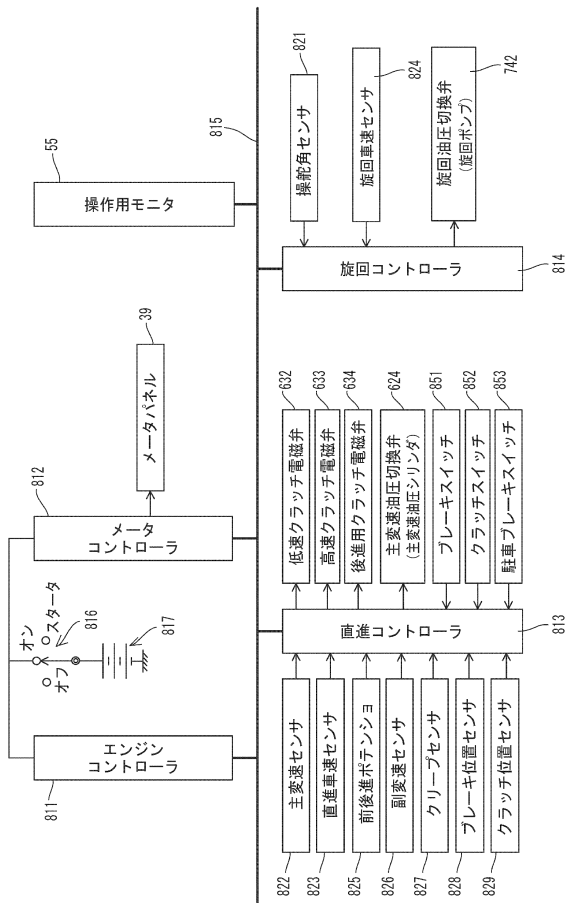 エンジン
コントローラ
811
オン
オフ
スタータ
816
817
メータ
コントローラ
812
メータパネル
39
操作用モニタ
55
815
主変速センサ
822
直進車速センサ
823
前後進ポテンショ
825
副変速センサ
826
クリープセンサ
827
ブレーキ位置センサ
828
クラッチ位置センサ
829
直進コントローラ
813
低速クラッチ電磁弁
632
高速クラッチ電磁弁
633
後進用クラッチ電磁弁
634
主変速油圧切換弁
(主変速油圧シリンダ)
624
ブレーキスイッチ
851
クラッチスイッチ
852
駐車ブレーキスイッチ
853
旋回コントローラ
814
操舵角センサ
821
旋回車速センサ
824
旋回油圧切換弁
(旋回ポンプ)
742